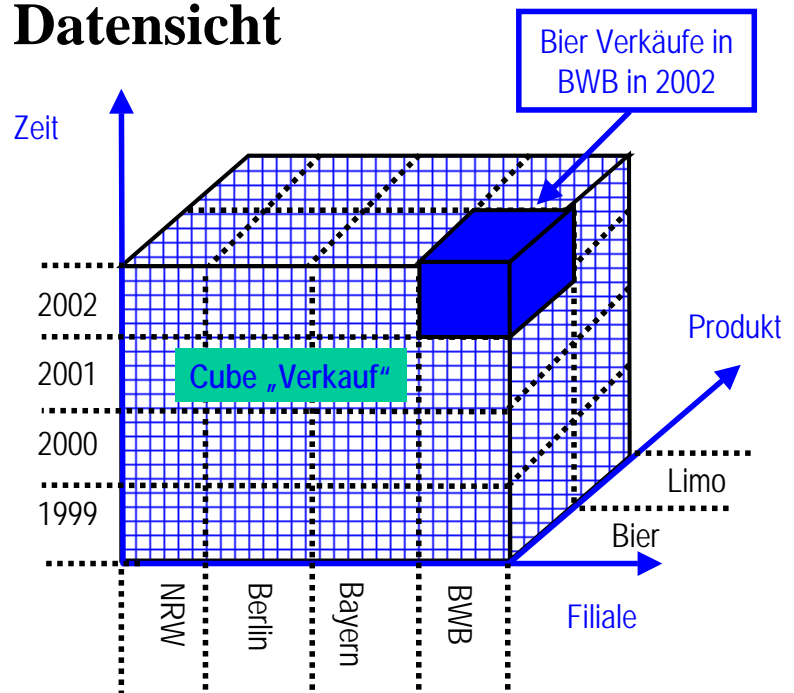 Datensicht
Bier Verkäufe in
BWB in 2002
Zeit
2002
Produkt
2001
Cube „Verkauf“
2000
Limo
1999
Bier
NRW
Berlin
Bayern
BWB
Filiale